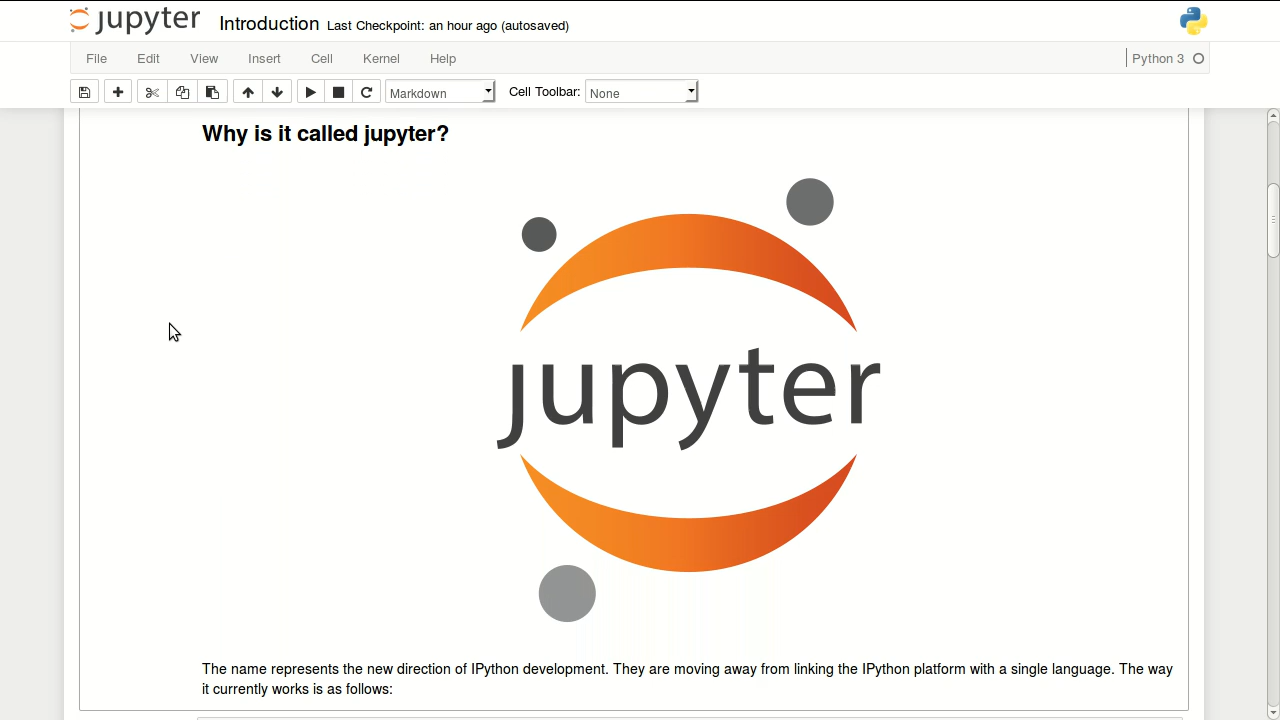 jupyter Introduction Last Checkpoint: an hour ago (autosaved)
File Edit View Insert Cell Kernel Help Python 3
Markdown Cell Toolbar: None
Why is it called jupyter?
jupyter
The name represents the new direction of IPython development. They are moving away from linking the IPython platform with a single language. The way
it currently works is as follows: